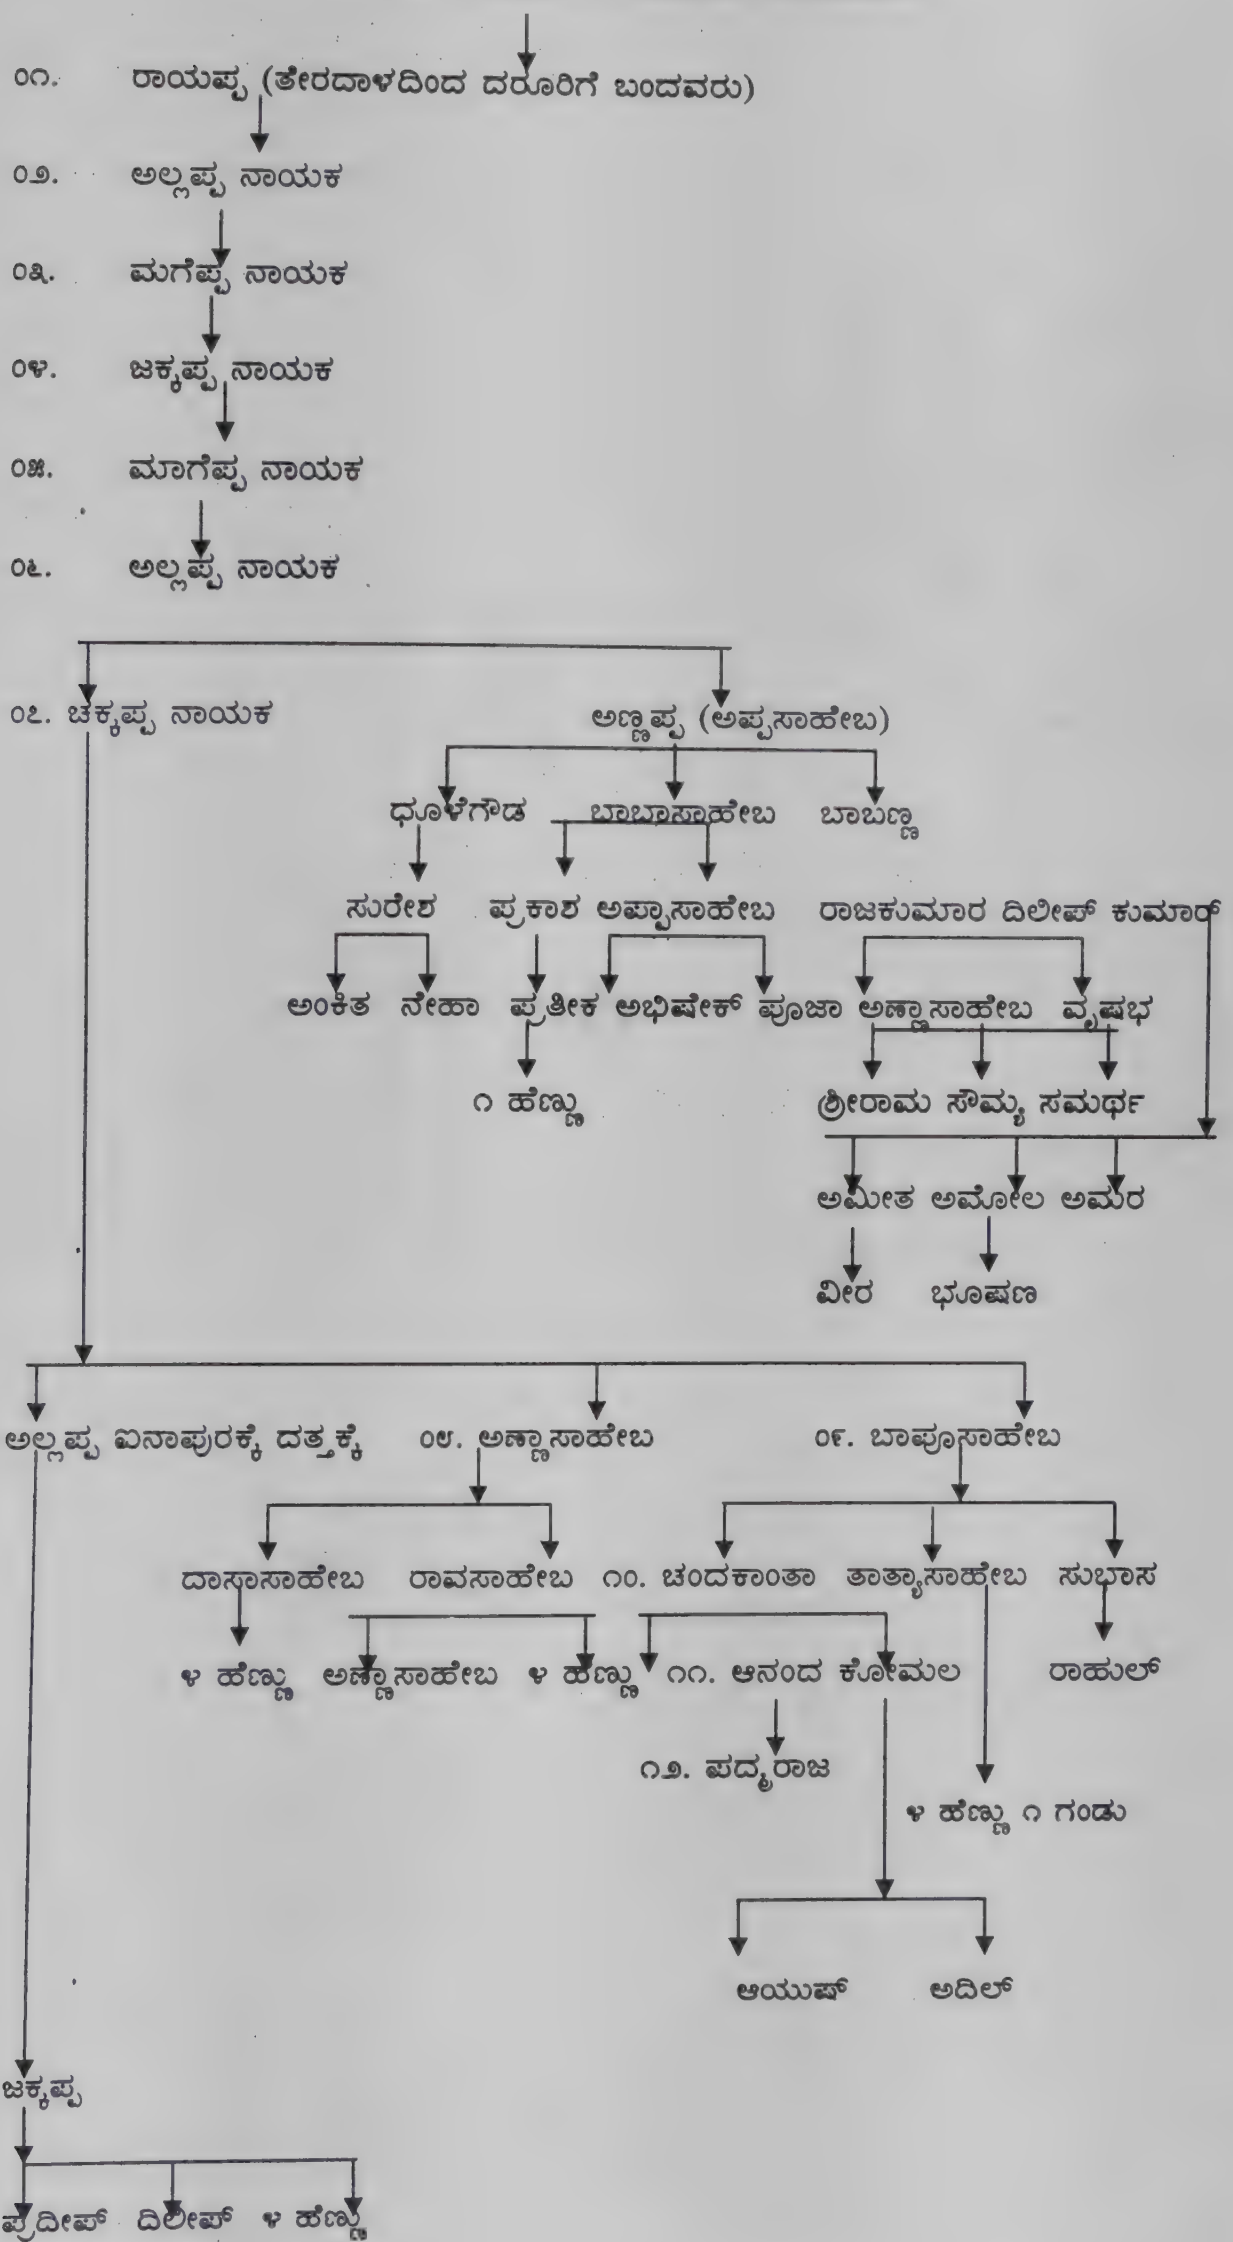 ೦೧. ರಾಯಪ್ಪ (ತೇರದಾಳದಿಂದ ದರೂರಿಗೆ ಬಂದವರು)
೦೨. ಅಲ್ಲಪ್ಪ ನಾಯಕ
೦೩. ಮಗೆಪ್ಪ ನಾಯಕ
೦೪. ಜಕ್ಕಪ್ಪ ನಾಯಕ
೦೫. ಮಾಗೆಪ್ಪ ನಾಯಕ
೦೬. ಅಲ್ಲಪ್ಪ ನಾಯಕ
೦೭. ಚಕ್ಕಪ್ಪ ನಾಯಕ ಅಣ್ಣಪ್ಪ (ಅಪ್ಪಸಾಹೇಬ)
ಧೂಳೆಗೌಡ ಬಾಬಾಸಾಹೇಬ ಬಾಬಣ್ಣ
ಸುರೇಶ ಪ್ರಕಾಶ ಅಪ್ಪಾಸಾಹೇಬ ರಾಜಕುಮಾರ ದಿಲೀಪ್ ಕುಮಾರ್
ಅಂಕಿತ ನೇಹಾ ಪ್ರತೀಕ ಅಭಿಷೇಕ್ ಪೂಜಾ ಅಣ್ಣಾಸಾಹೇಬ ವೃಷಭ
೧ ಹೆಣ್ಣು ಶ್ರೀರಾಮ ಸೌಮ್ಯ ಸಮರ್ಥ
ಅಮೀತ ಅಮೋಲ ಅಮರ
ವೀರ ಭೂಷಣ
ಅಲ್ಲಪ್ಪ ಐನಾಪುರಕ್ಕೆ ದತ್ತಕ್ಕೆ ೦೮. ಅಣ್ಣಾಸಾಹೇಬ ೦೯. ಬಾಪೂಸಾಹೇಬ
ದಾಸಾಸಾಹೇಬ ರಾವಸಾಹೇಬ ೧೦. ಚಂದಕಾಂತಾ ತಾತ್ಯಾಸಾಹೇಬ ಸುಭಾಸ
೪ ಹೆಣ್ಣು ಅಣ್ಣಾಸಾಹೇಬ ೪ ಹೆಣ್ಣು ೧೧. ಆನಂದ ಕೋಮಲ ರಾಹುಲ್
೧೨. ಪದ್ಮರಾಜ
೪ ಹೆಣ್ಣು ೧ ಗಂಡು
ಆಯುಷ್ ಅದಿಲ್
ಜಕ್ಕಪ್ಪ
ಪ್ರದೀಪ್ ದಿಲೀಪ್ ೪ ಹೆಣ್ಣು